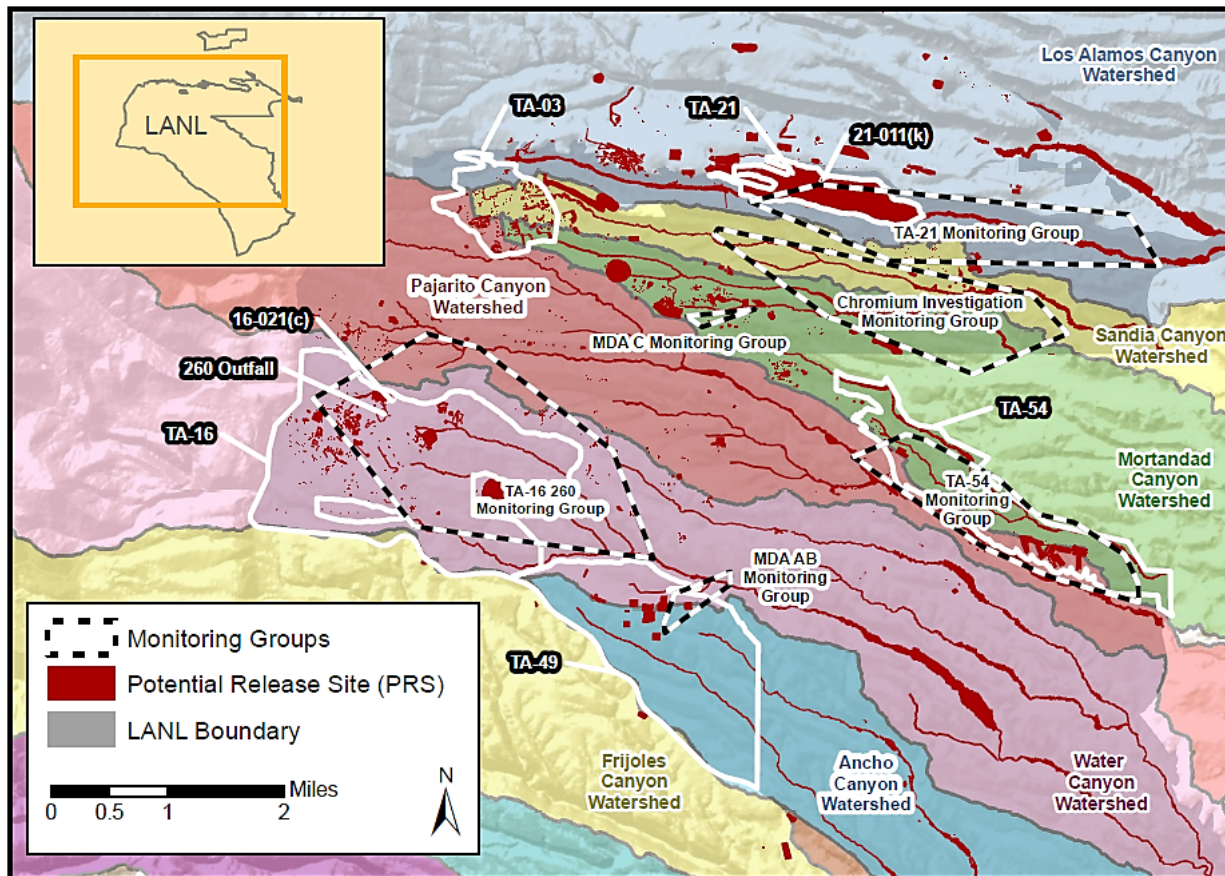 LANL
Los Alamos Canyon
Watershed
TA-03
TA-21
21-011(k)
TA-21 Monitoring Group
Pajarito Canyon
Watershed
Chromium Investigation
Monitoring Group
MDA C Monitoring Group
Sandia Canyon
Watershed
16-021(c)
260 Outfall
TA-16
TA-54
TA-54
Monitoring
Group
Mortandad
Canyon
Watershed
TA-16 260
Monitoring Group
MDA AB
Monitoring
Group
TA-49
Frijoles
Canyon
Watershed
Ancho
Canyon
Watershed
Water
Canyon
Watershed
Monitoring Groups
Potential Release Site (PRS)
LANL Boundary
Miles
0 0.5 1 2
N